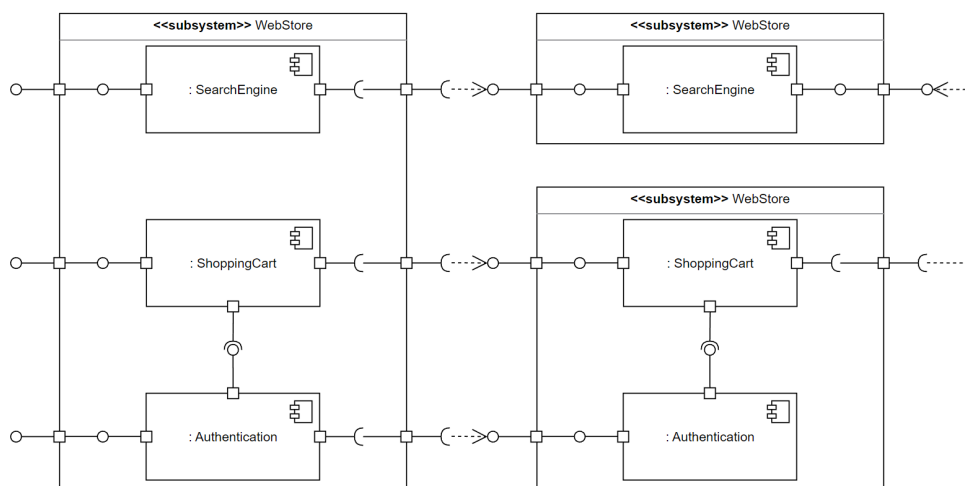 <<subsystem>> WebStore
: SearchEngine
: ShoppingCart
: Authentication
<<subsystem>> WebStore
: SearchEngine
<<subsystem>> WebStore
: ShoppingCart
: Authentication